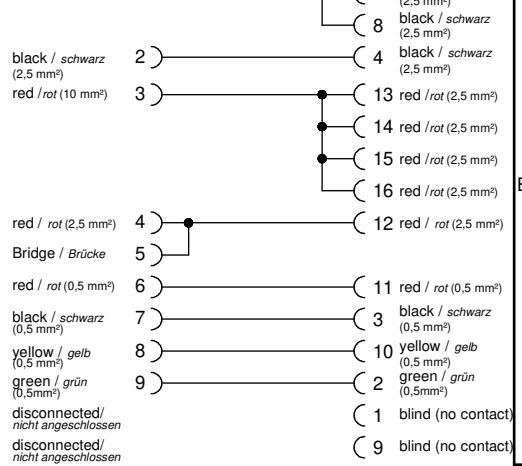 (2,5 mm²)
8 black / schwarz
(2,5 mm²)
black / schwarz 2 4 black / schwarz
(2,5 mm²) (2,5 mm²)
red /rot (10 mm²) 3 13 red /rot (2,5 mm²)
14 red /rot (2,5 mm²)
15 red /rot (2,5 mm²)
16 red /rot (2,5 mm²)
red / rot (2,5 mm²) 4 12 red / rot (2,5 mm²)
Bridge / Brücke 5
red / rot (0,5 mm²) 6 11 red / rot (0,5 mm²)
black / schwarz 7 3 black / schwarz
(0,5 mm²) (0,5 mm²)
yellow / gelb 8 10 yellow / gelb
(0,5 mm²) (0,5 mm²)
green / grün 9 2 green / grün
(0,5mm²) (0,5mm²)
disconnected/ 1 blind (no contact)
nicht angeschlossen
disconnected/ 9 blind (no contact)
nicht angeschlossen